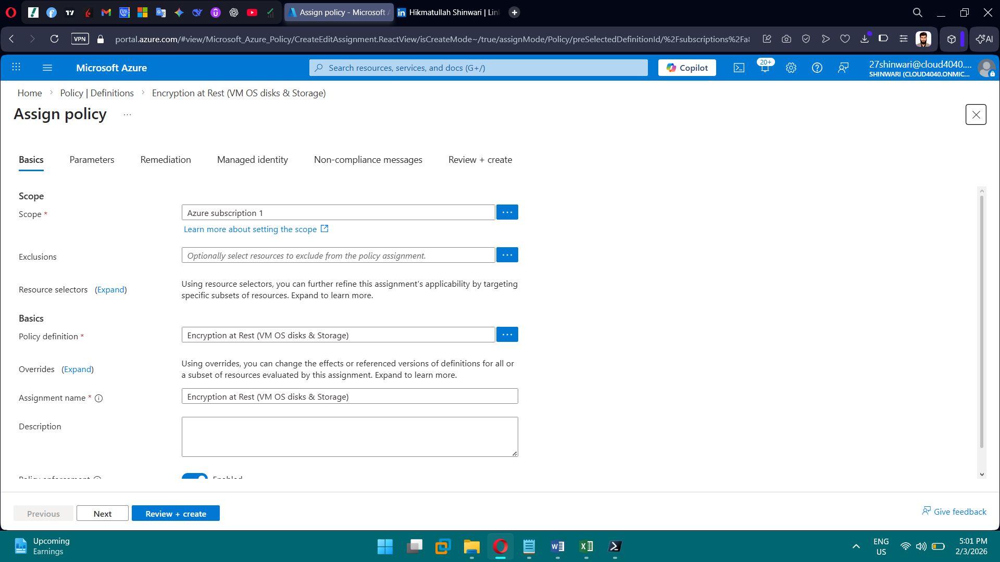 Assign policy - Microsoft A
Hikmatullah Shinwari | Lin
VPN
portal.azure.com/#view/Microsoft_Azure_Policy/CreateEditAssignment.ReactView/isCreateMode~/true/assignMode/Policy/preSelectedDefinitionId/%2Fsubscriptions%2Fa8
AI
Microsoft Azure
Search resources, services, and docs (G+/)
Copilot
20+
27shinwari@cloud4040....
SHINWARI (CLOUD4040.ONMIC...
Home > Policy | Definitions > Encryption at Rest (VM OS disks & Storage)
Assign policy ...
Basics
Parameters
Remediation
Managed identity
Non-compliance messages
Review + create
Scope
Scope *
Azure subscription 1
Learn more about setting the scope
Exclusions
Optionally select resources to exclude from the policy assignment.
Resource selectors (Expand)
Using resource selectors, you can further refine this assignment's applicability by targeting
specific subsets of resources. Expand to learn more.
Basics
Policy definition *
Encryption at Rest (VM OS disks & Storage)
Overrides (Expand)
Using overrides, you can change the effects or referenced versions of definitions for all or
a subset of resources evaluated by this assignment. Expand to learn more.
Assignment name *
Encryption at Rest (VM OS disks & Storage)
Description
Policy enforcement
Enabled
Previous
Next
Review + create
Give feedback
Upcoming
Earnings
ENG
US
5:01 PM
2/3/2026